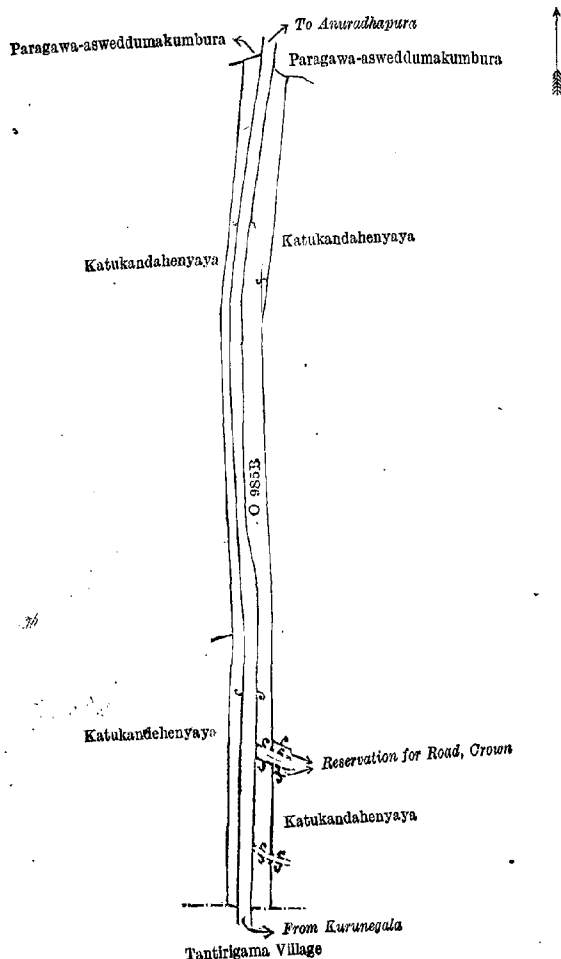 To Anuradhapura
Paragawa-asweddumakumbura
Paragawa-asweddumakumbura
Katukandahenyaya
Katukandahenyaya
O 985B
Katukandehenyaya
Reservation for Road, Crown
Katukandahenyaya
From Kurunegala
Tantirigama Village